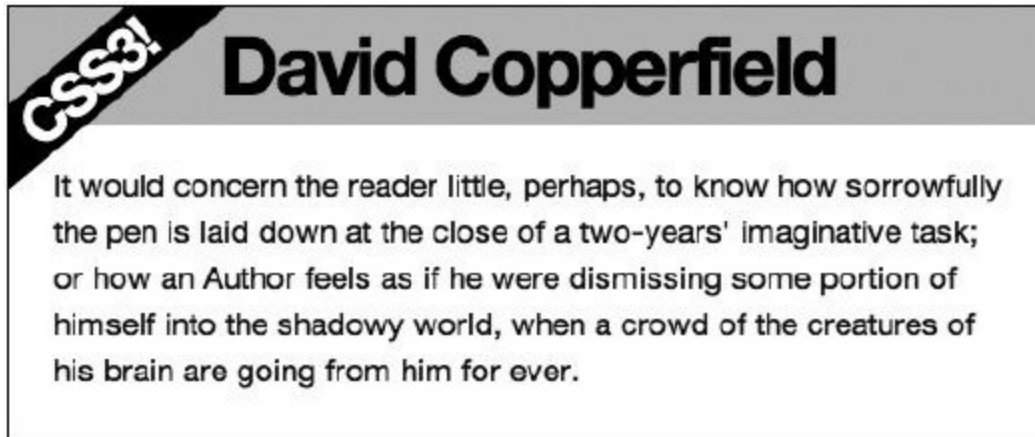 CSS3!
David Copperfield
It would concern the reader little, perhaps, to know how sorrowfully
the pen is laid down at the close of a two-years' imaginative task;
or how an Author feels as if he were dismissing some portion of
himself into the shadowy world, when a crowd of the creatures of
his brain are going from him for ever.